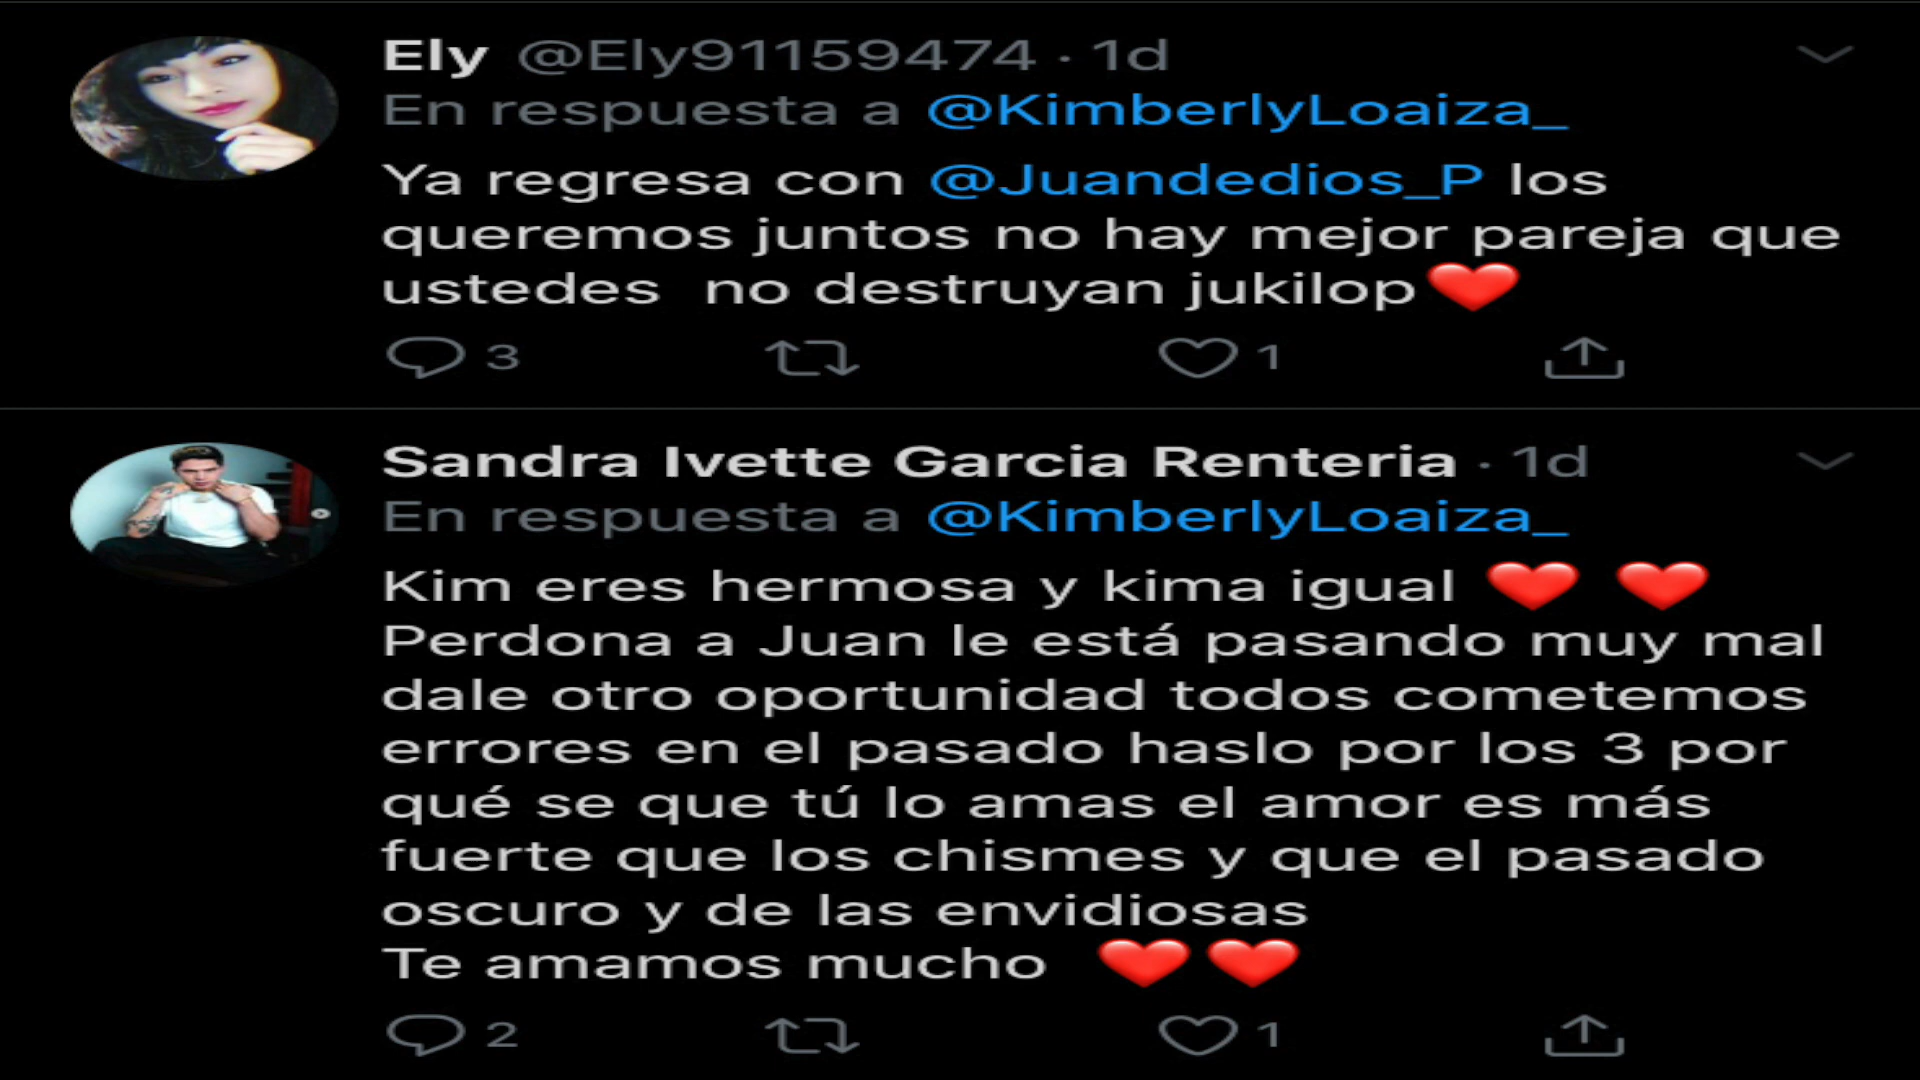 Ely @Ely91159474 · 1d
En respuesta a @KimberlyLoaiza_
Ya regresa con @Juandedios_P los
queremos juntos no hay mejor pareja que
ustedes  no destruyan jukilop❤️
3 1
Sandra Ivette Garcia Renteria · 1d
En respuesta a @KimberlyLoaiza_
Kim eres hermosa y kima igual ❤️ ❤️
Perdona a Juan le está pasando muy mal
dale otro oportunidad todos cometemos
errores en el pasado haslo por los 3 por
qué se que tú lo amas el amor es más
fuerte que los chismes y que el pasado
oscuro y de las envidiosas
Te amamos mucho  ❤️❤️
2 1